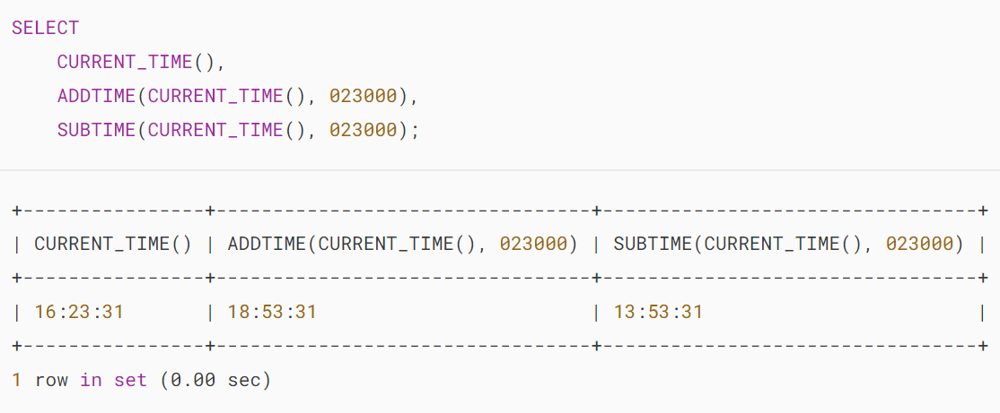 SELECT
    CURRENT_TIME(),
    ADDTIME(CURRENT_TIME(), 023000),
    SUBTIME(CURRENT_TIME(), 023000);
+----------------+---------------------------------+---------------------------------+
| CURRENT_TIME() | ADDTIME(CURRENT_TIME(), 023000) | SUBTIME(CURRENT_TIME(), 023000) |
+----------------+---------------------------------+---------------------------------+
| 16:23:31       | 18:53:31                        | 13:53:31                        |
+----------------+---------------------------------+---------------------------------+
1 row in set (0.00 sec)